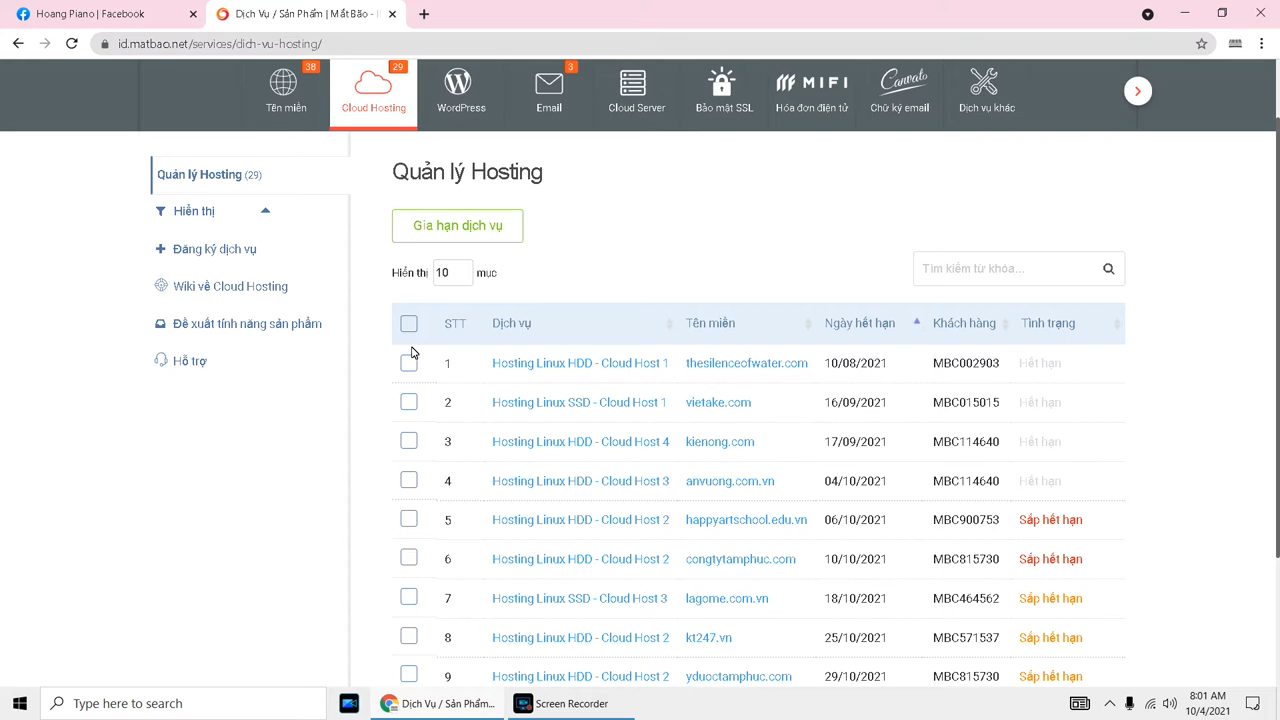 Hoang Piano | Facebook
Dịch Vụ / Sản Phẩm | Mắt Bão -
id.matbao.net/services/dich-vu-hosting/
38
29
3
Tên miền
Cloud Hosting
WordPress
Email
Cloud Server
Bảo mật SSL
MIFI
Hóa đơn điện tử
Canvato
Chữ ký email
Dịch vụ khác
Quản lý Hosting (29)
Hiển thị
Đăng ký dịch vụ
Wiki về Cloud Hosting
Đề xuất tính năng sản phẩm
Hỗ trợ
Quản lý Hosting
Gia hạn dịch vụ
Hiển thị 10 mục
Tìm kiếm từ khóa...
STT Dịch vụ Tên miền Ngày hết hạn Khách hàng Tình trạng
1 Hosting Linux HDD - Cloud Host 1 thesilenceofwater.com 10/08/2021 MBC002903 Hết hạn
2 Hosting Linux SSD - Cloud Host 1 vietake.com 16/09/2021 MBC015015 Hết hạn
3 Hosting Linux HDD - Cloud Host 4 kienong.com 17/09/2021 MBC114640 Hết hạn
4 Hosting Linux HDD - Cloud Host 3 anvuong.com.vn 04/10/2021 MBC114640 Hết hạn
5 Hosting Linux HDD - Cloud Host 2 happyartschool.edu.vn 06/10/2021 MBC900753 Sắp hết hạn
6 Hosting Linux HDD - Cloud Host 2 congtytamphuc.com 10/10/2021 MBC815730 Sắp hết hạn
7 Hosting Linux SSD - Cloud Host 3 lagome.com.vn 18/10/2021 MBC464562 Sắp hết hạn
8 Hosting Linux HDD - Cloud Host 2 kt247.vn 25/10/2021 MBC571537 Sắp hết hạn
9 Hosting Linux HDD - Cloud Host 2 yduoctamphuc.com 29/10/2021 MBC815730 Sắp hết hạn
Type here to search
Dịch Vụ / Sản Phẩm...
Screen Recorder
8:01 AM
10/4/2021